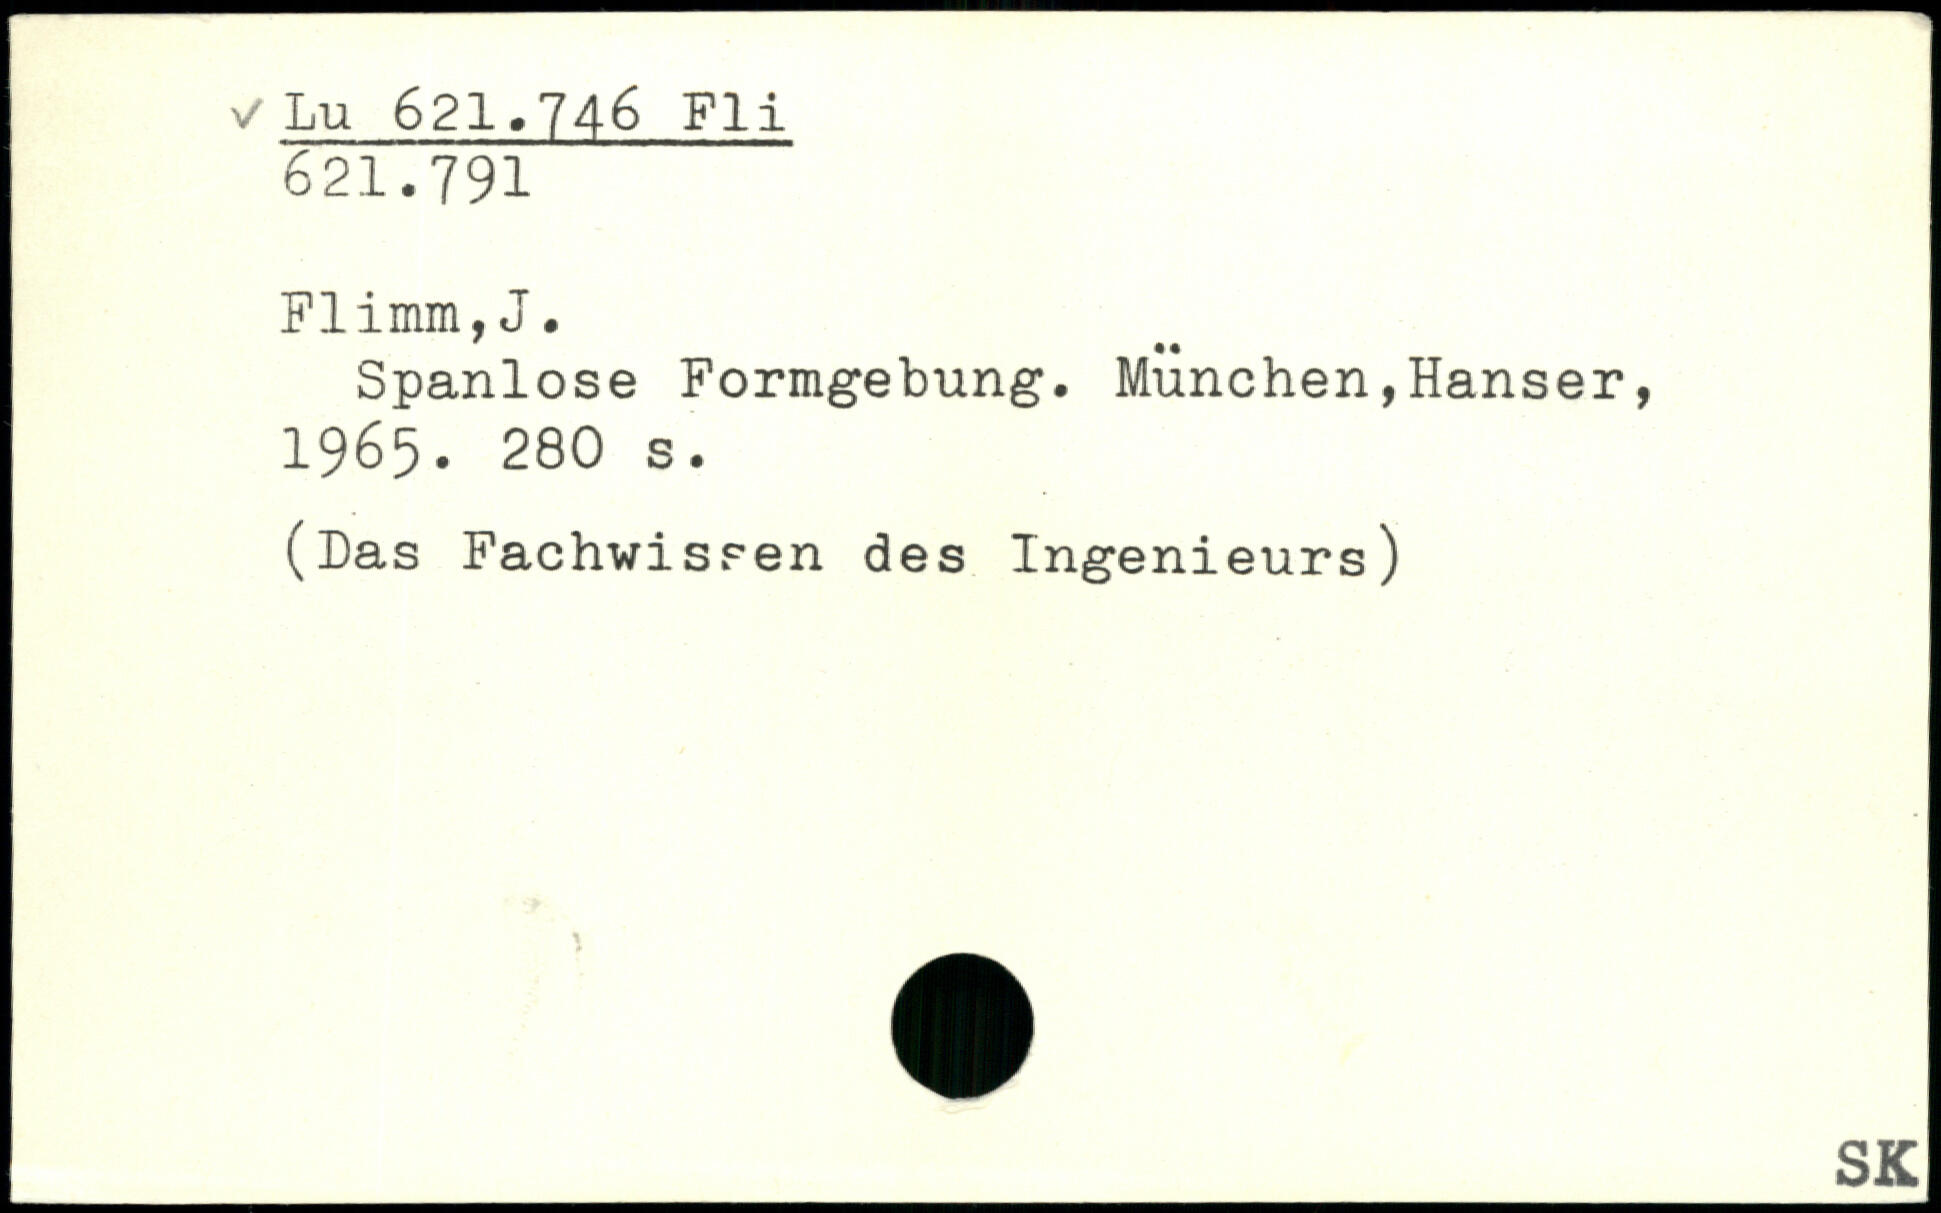 ✓ Lu 621.746 Fli
621.791
Flimm,J.
Spanlose Formgebung. München,Hanser,
1965. 280 s.
(Das Fachwissen des Ingenieurs)
SK